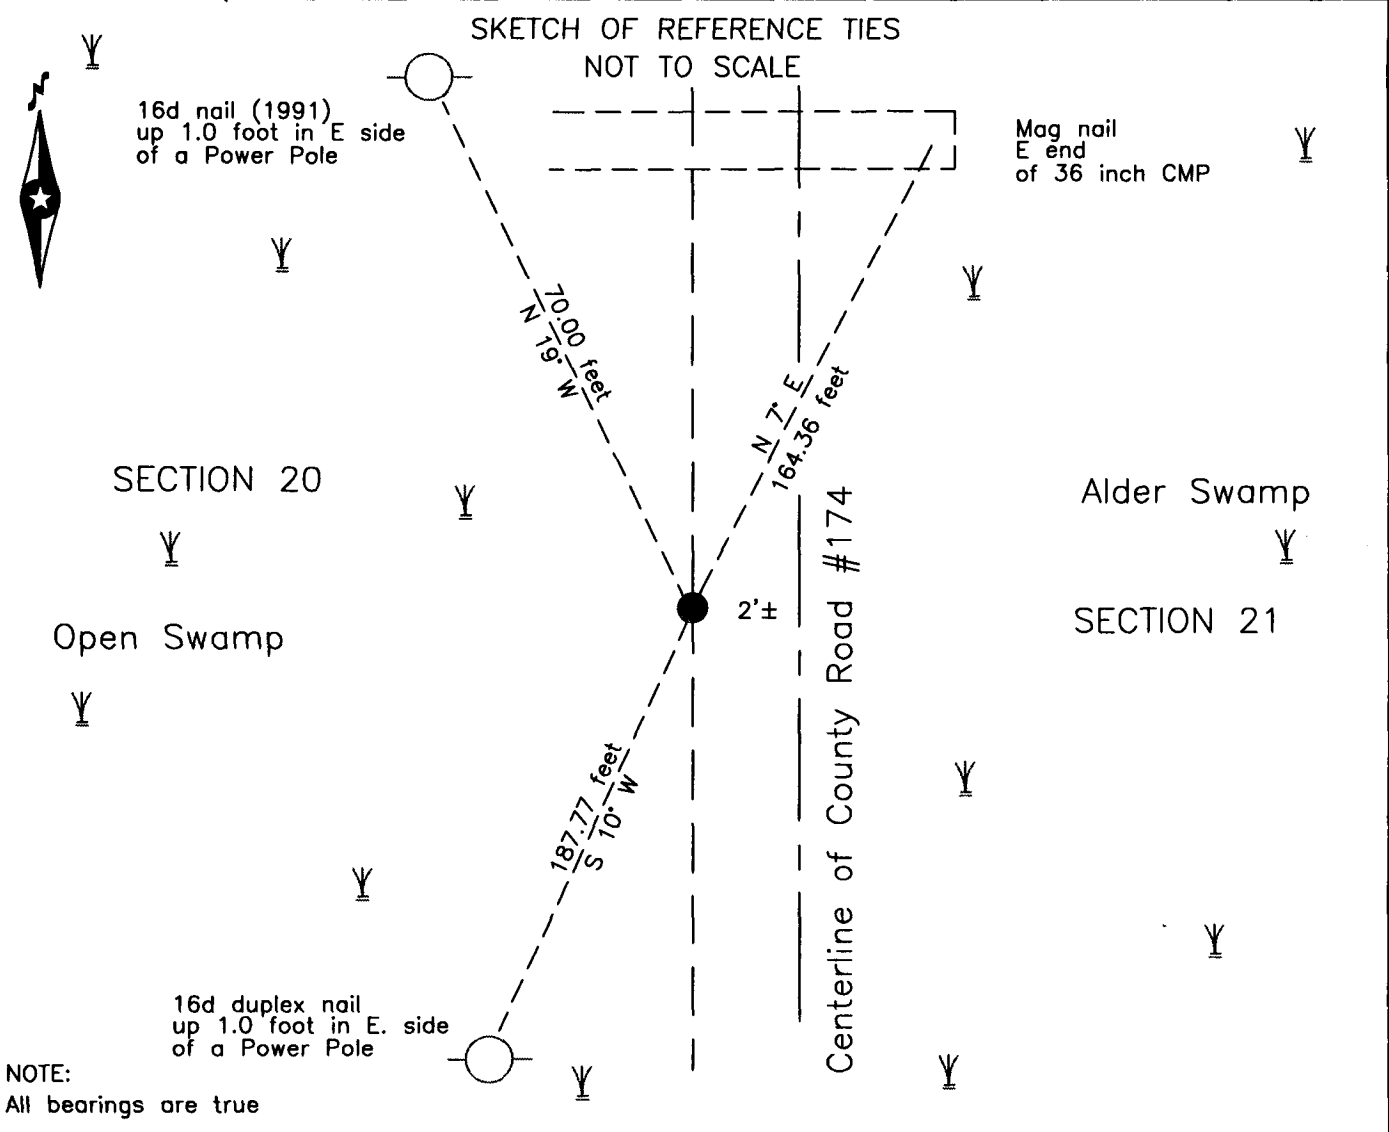 SKETCH OF REFERENCE TIES
NOT TO SCALE
N
16d nail (1991)
up 1.0 foot in E side
of a Power Pole
Mag nail
E end
of 36 inch CMP
70.00 feet
N 19° W
N 7° E
164.36 feet
SECTION 20
Alder Swamp
Open Swamp
2'±
SECTION 21
Centerline of County Road #174
187.77 feet
S 10° W
16d duplex nail
up 1.0 foot in E. side
of a Power Pole
NOTE:
All bearings are true